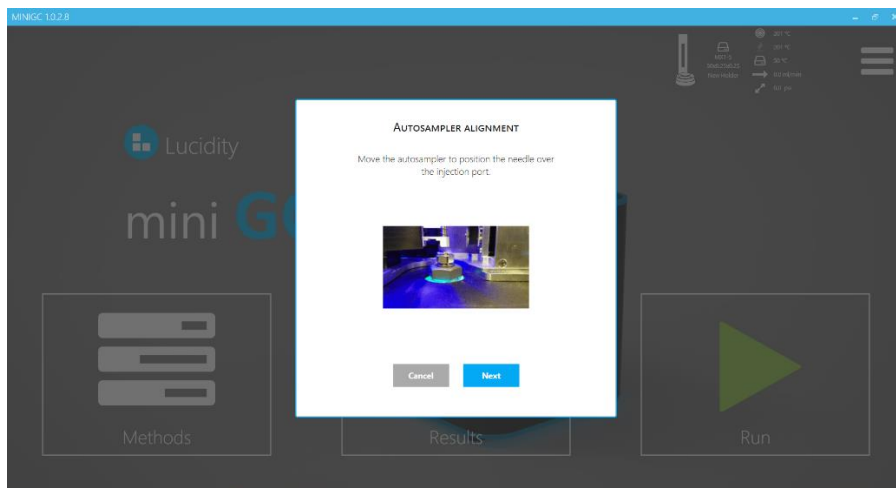 MINIGC 1.0.2.8
Lucidity
mini GC
AUTOSAMPLER ALIGNMENT
Move the autosampler to position the needle over
the injection port.
Cancel
Next
Methods
Results
Run